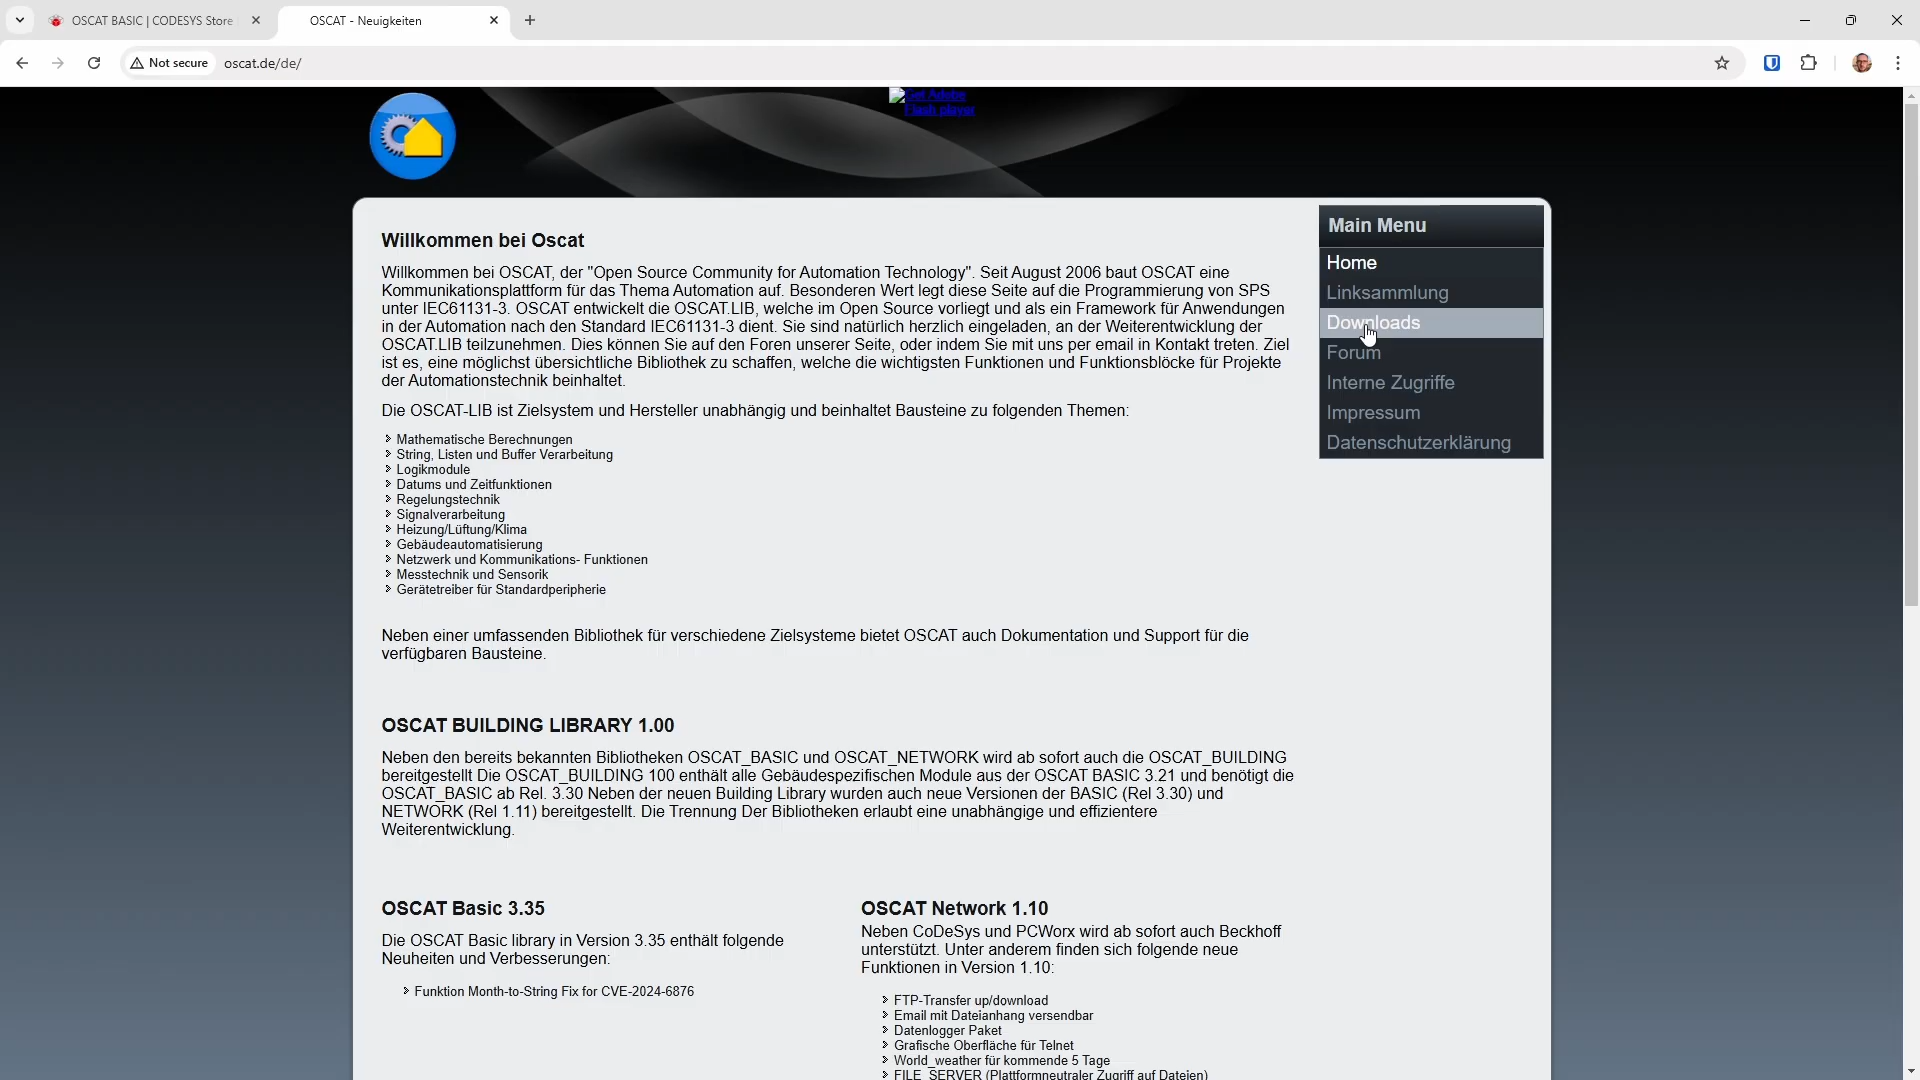 OSCAT BASIC | CODESYS Store
OSCAT - Neuigkeiten
Not secure
oscat.de/de/
Get Adobe
Flash player
Willkommen bei Oscat
Willkommen bei OSCAT, der "Open Source Community for Automation Technology". Seit August 2006 baut OSCAT eine
Kommunikationsplattform für das Thema Automation auf. Besonderen Wert legt diese Seite auf die Programmierung von SPS
unter IEC61131-3. OSCAT entwickelt die OSCAT.LIB, welche im Open Source vorliegt und als ein Framework für Anwendungen
in der Automation nach den Standard IEC61131-3 dient. Sie sind natürlich herzlich eingeladen, an der Weiterentwicklung der
OSCAT.LIB teilzunehmen. Dies können Sie auf den Foren unserer Seite, oder indem Sie mit uns per email in Kontakt treten. Ziel
ist es, eine möglichst übersichtliche Bibliothek zu schaffen, welche die wichtigsten Funktionen und Funktionsblöcke für Projekte
der Automationstechnik beinhaltet.
Die OSCAT-LIB ist Zielsystem und Hersteller unabhängig und beinhaltet Bausteine zu folgenden Themen:
Mathematische Berechnungen
String, Listen und Buffer Verarbeitung
Logikmodule
Datums und Zeitfunktionen
Regelungstechnik
Signalverarbeitung
Heizung/Lüftung/Klima
Gebäudeautomatisierung
Netzwerk und Kommunikations- Funktionen
Messtechnik und Sensorik
Gerätetreiber für Standardperipherie
Neben einer umfassenden Bibliothek für verschiedene Zielsysteme bietet OSCAT auch Dokumentation und Support für die
verfügbaren Bausteine.
OSCAT BUILDING LIBRARY 1.00
Neben den bereits bekannten Bibliotheken OSCAT_BASIC und OSCAT_NETWORK wird ab sofort auch die OSCAT_BUILDING
bereitgestellt Die OSCAT_BUILDING 100 enthält alle Gebäudespezifischen Module aus der OSCAT BASIC 3.21 und benötigt die
OSCAT_BASIC ab Rel. 3.30 Neben der neuen Building Library wurden auch neue Versionen der BASIC (Rel 3.30) und
NETWORK (Rel 1.11) bereitgestellt. Die Trennung Der Bibliotheken erlaubt eine unabhängige und effizientere
Weiterentwicklung.
OSCAT Basic 3.35
Die OSCAT Basic library in Version 3.35 enthält folgende
Neuheiten und Verbesserungen:
Funktion Month-to-String Fix for CVE-2024-6876
OSCAT Network 1.10
Neben CoDeSys und PCWorx wird ab sofort auch Beckhoff
unterstützt. Unter anderem finden sich folgende neue
Funktionen in Version 1.10:
FTP-Transfer up/download
Email mit Dateianhang versendbar
Datenlogger Paket
Grafische Oberfläche für Telnet
World_weather für kommende 5 Tage
FILE_SERVER (Plattformneutraler Zugriff auf Dateien)
Main Menu
Home
Linksammlung
Downloads
Forum
Interne Zugriffe
Impressum
Datenschutzerklärung